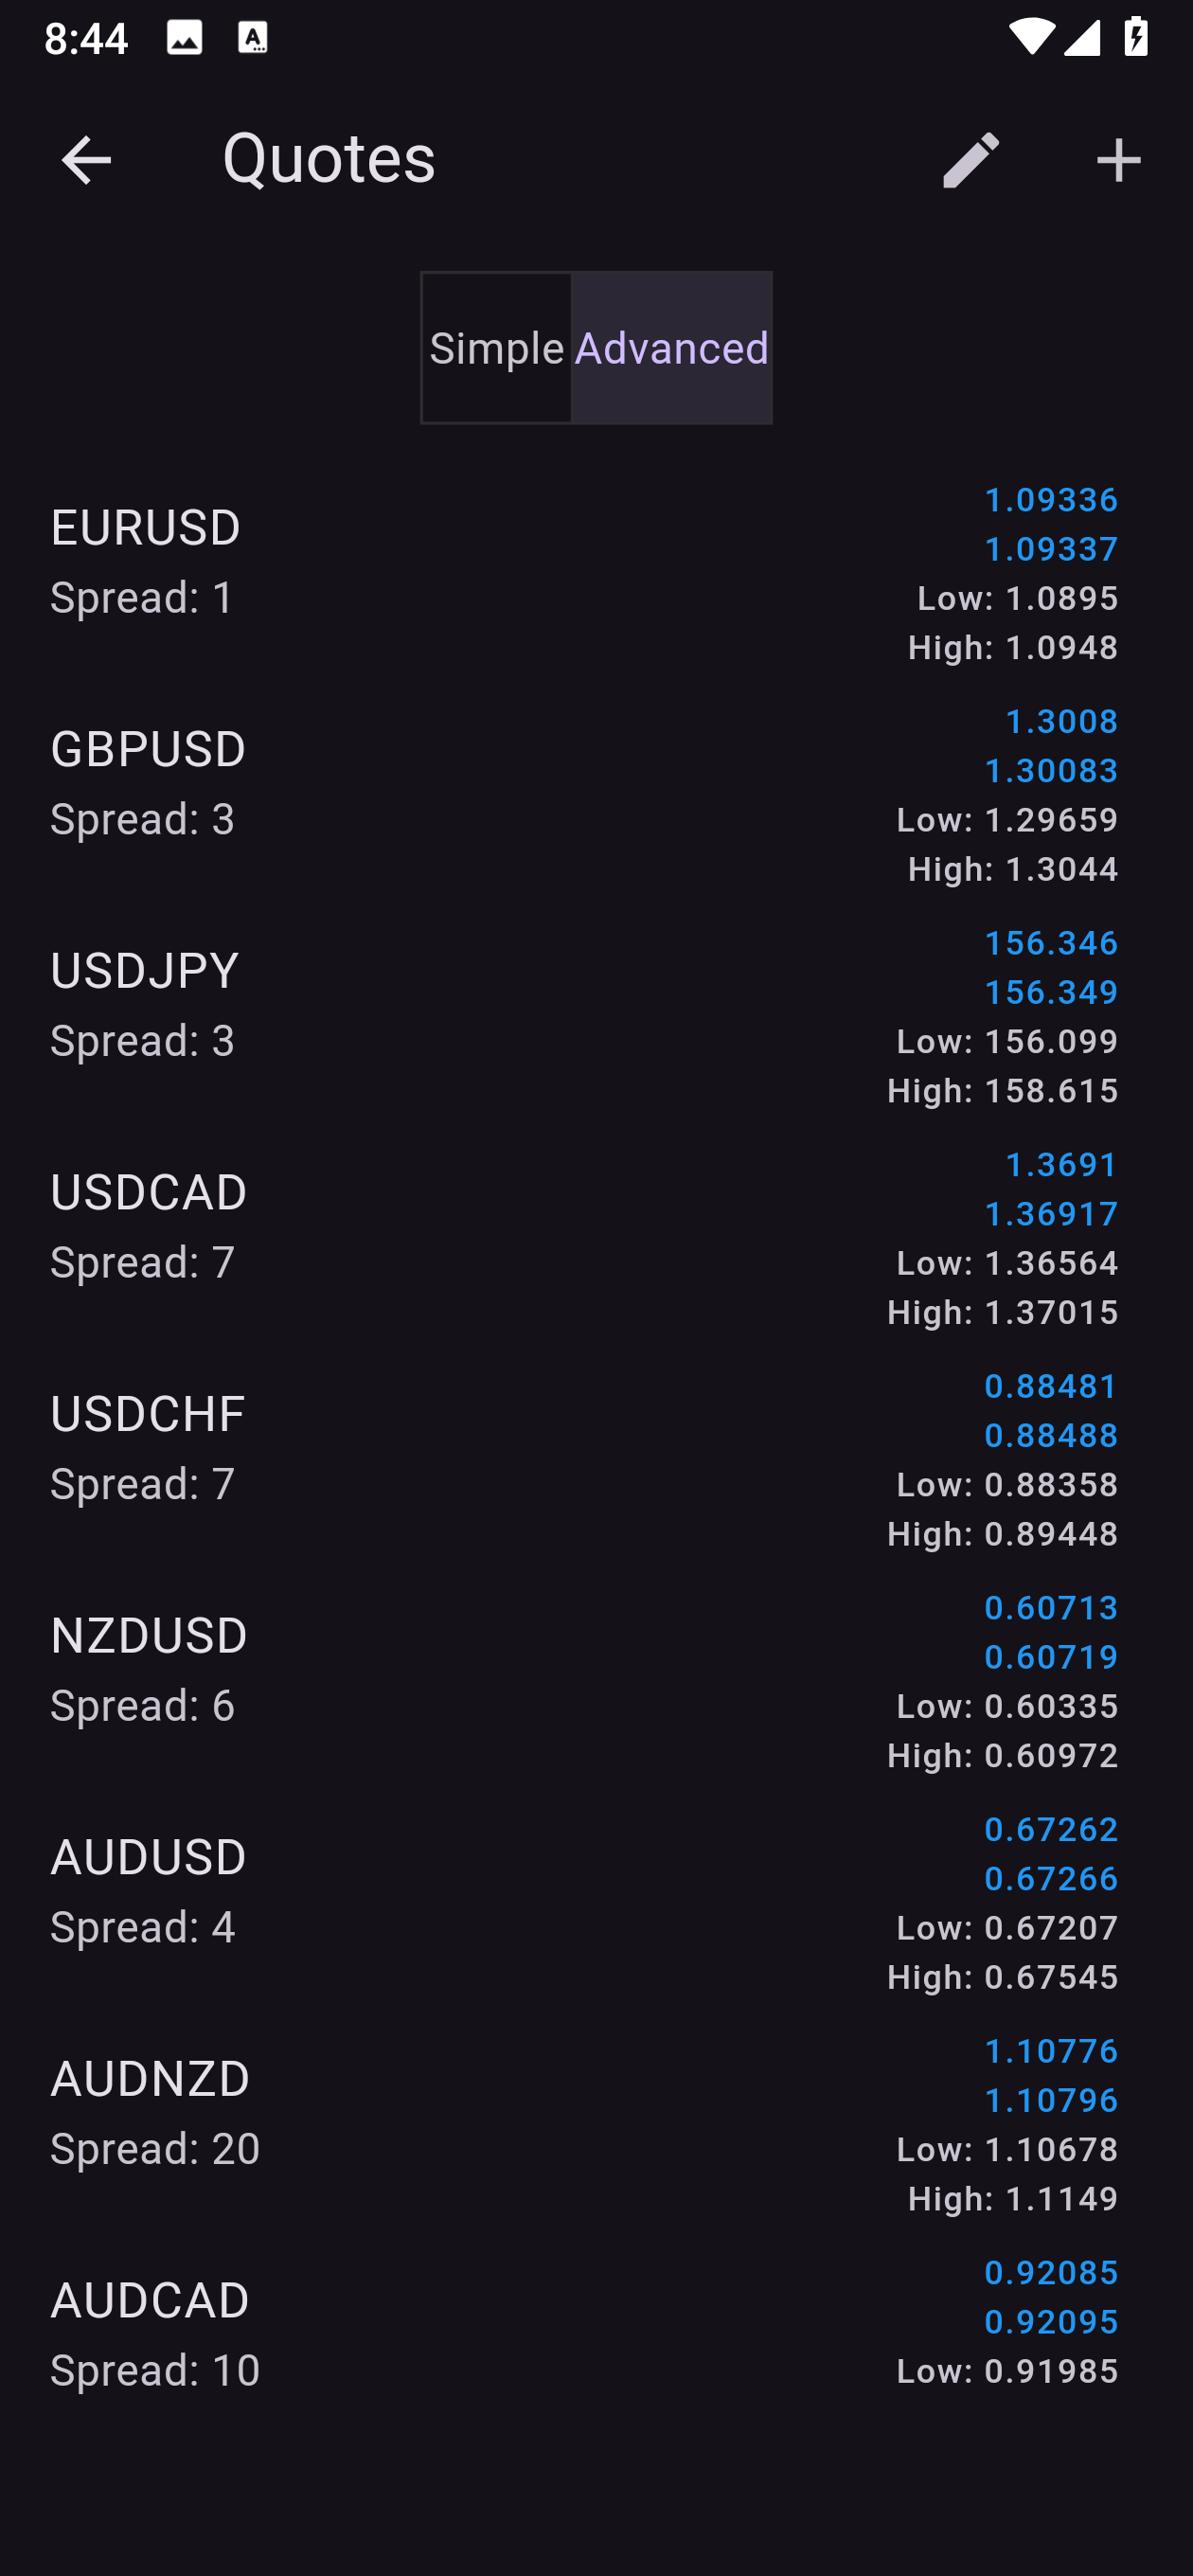 8:44
Quotes
Simple Advanced
EURUSD
Spread: 1
1.09336
1.09337
Low: 1.0895
High: 1.0948
GBPUSD
Spread: 3
1.3008
1.30083
Low: 1.29659
High: 1.3044
USDJPY
Spread: 3
156.346
156.349
Low: 156.099
High: 158.615
USDCAD
Spread: 7
1.3691
1.36917
Low: 1.36564
High: 1.37015
USDCHF
Spread: 7
0.88481
0.88488
Low: 0.88358
High: 0.89448
NZDUSD
Spread: 6
0.60713
0.60719
Low: 0.60335
High: 0.60972
AUDUSD
Spread: 4
0.67262
0.67266
Low: 0.67207
High: 0.67545
AUDNZD
Spread: 20
1.10776
1.10796
Low: 1.10678
High: 1.1149
AUDCAD
Spread: 10
0.92085
0.92095
Low: 0.91985